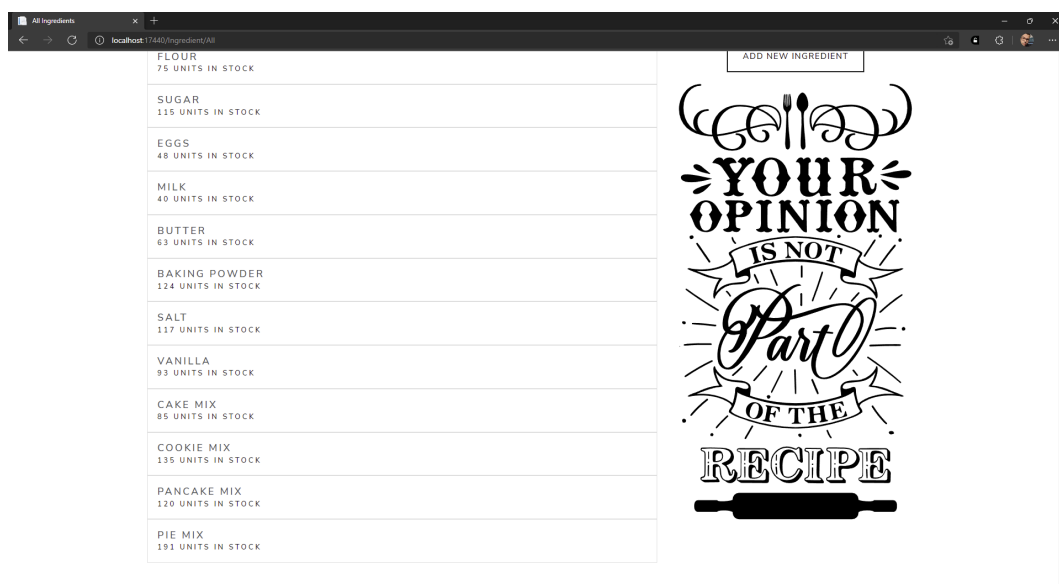 All Ingredients
localhost:17440/Ingredient/All
FLOUR
75 UNITS IN STOCK
SUGAR
115 UNITS IN STOCK
EGGS
48 UNITS IN STOCK
MILK
40 UNITS IN STOCK
BUTTER
63 UNITS IN STOCK
BAKING POWDER
124 UNITS IN STOCK
SALT
117 UNITS IN STOCK
VANILLA
93 UNITS IN STOCK
CAKE MIX
85 UNITS IN STOCK
COOKIE MIX
135 UNITS IN STOCK
PANCAKE MIX
120 UNITS IN STOCK
PIE MIX
191 UNITS IN STOCK
ADD NEW INGREDIENT
YOUR
OPINION
IS NOT
Part
OF THE
RECIPE